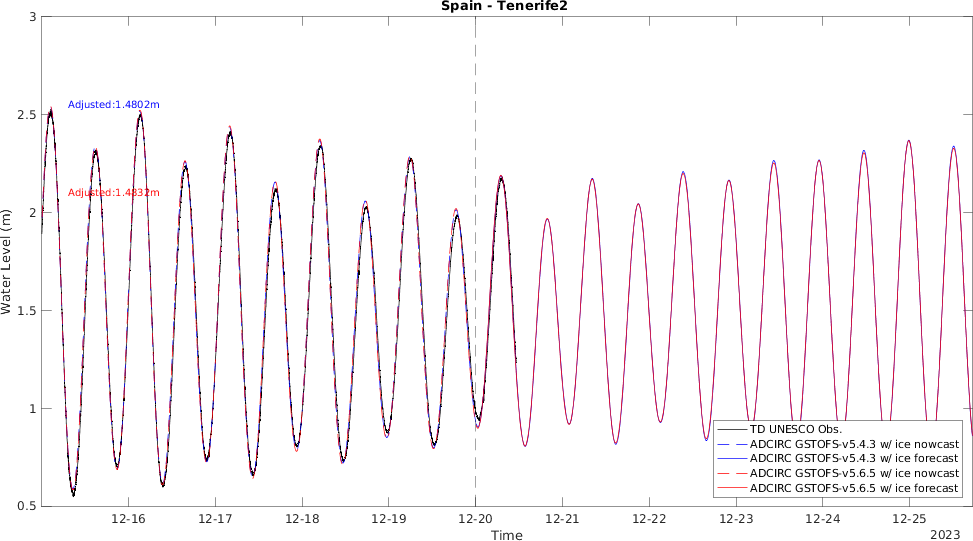 Spain - Tenerife2
3
2.5
2
1.5
1
0.5
Water Level (m)
Adjusted:1.4802m
Adjusted:1.4832m
TD UNESCO Obs.
ADCIRC GSTOFS-v5.4.3 w/ ice nowcast
ADCIRC GSTOFS-v5.4.3 w/ ice forecast
ADCIRC GSTOFS-v5.6.5 w/ ice nowcast
ADCIRC GSTOFS-v5.6.5 w/ ice forecast
12-16 12-17 12-18 12-19 12-20 12-21 12-22 12-23 12-24 12-25
Time
2023